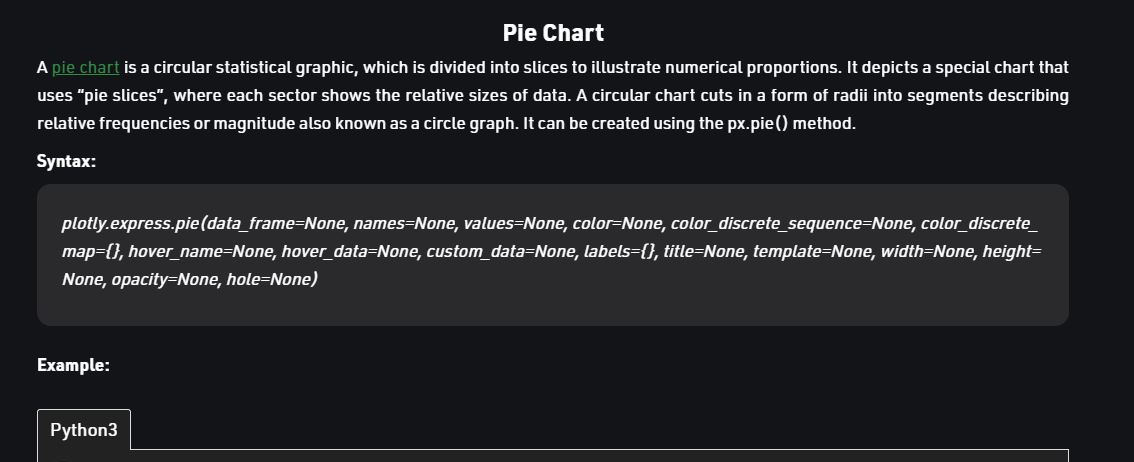 Pie Chart
A pie chart is a circular statistical graphic, which is divided into slices to illustrate numerical proportions. It depicts a special chart that
uses “pie slices”, where each sector shows the relative sizes of data. A circular chart cuts in a form of radii into segments describing
relative frequencies or magnitude also known as a circle graph. It can be created using the px.pie() method.
Syntax:
plotly.express.pie(data_frame=None, names=None, values=None, color=None, color_discrete_sequence=None, color_discrete_
map={}, hover_name=None, hover_data=None, custom_data=None, labels={}, title=None, template=None, width=None, height=
None, opacity=None, hole=None)
Example:
Python3